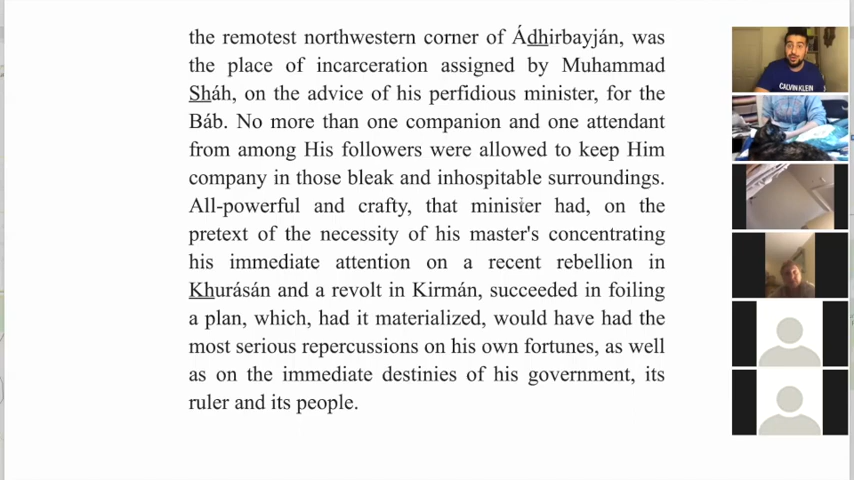 the remotest northwestern corner of Ádhirbayján, was
the place of incarceration assigned by Muhammad
Sháh, on the advice of his perfidious minister, for the
Báb. No more than one companion and one attendant
from among His followers were allowed to keep Him
company in those bleak and inhospitable surroundings.
All-powerful and crafty, that minister had, on the
pretext of the necessity of his master's concentrating
his immediate attention on a recent rebellion in
Khurásán and a revolt in Kirmán, succeeded in foiling
a plan, which, had it materialized, would have had the
most serious repercussions on his own fortunes, as well
as on the immediate destinies of his government, its
ruler and its people.
CALVIN KLEIN